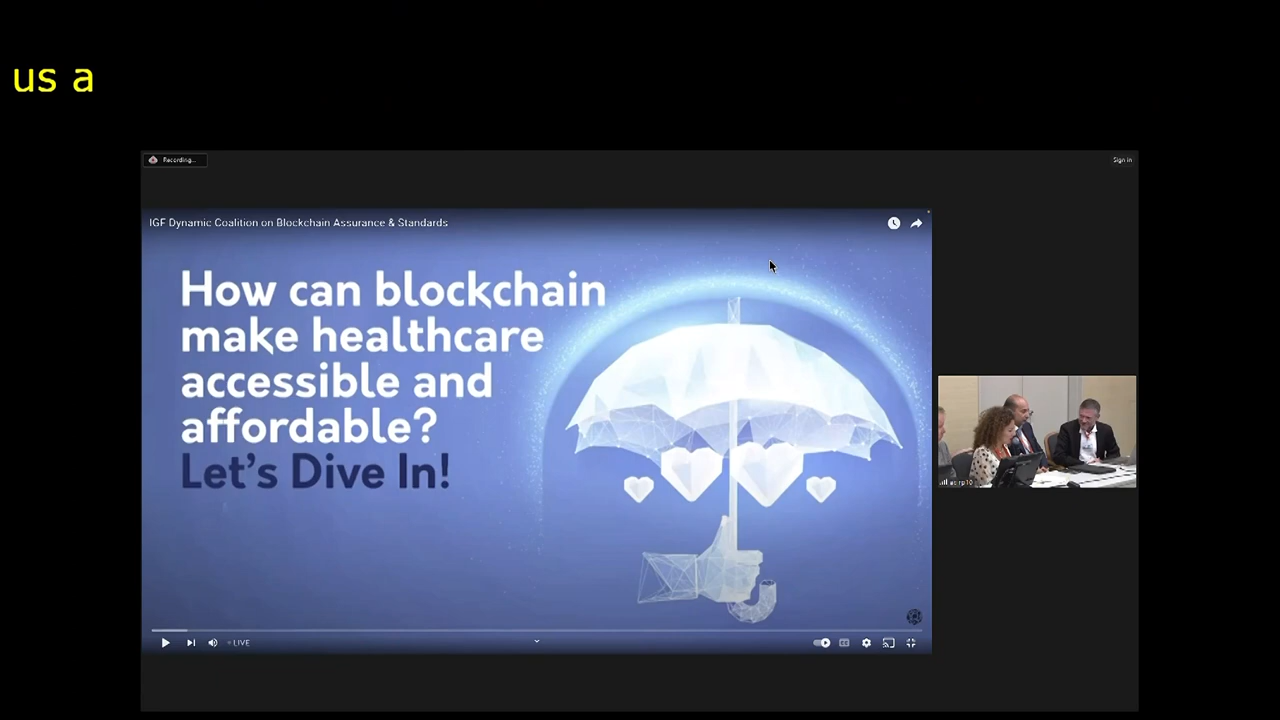 us a
Recording...
Sign in
IGF Dynamic Coalition on Blockchain Assurance & Standards
How can blockchain
make healthcare
accessible and
affordable?
Let's Dive In!
LIVE